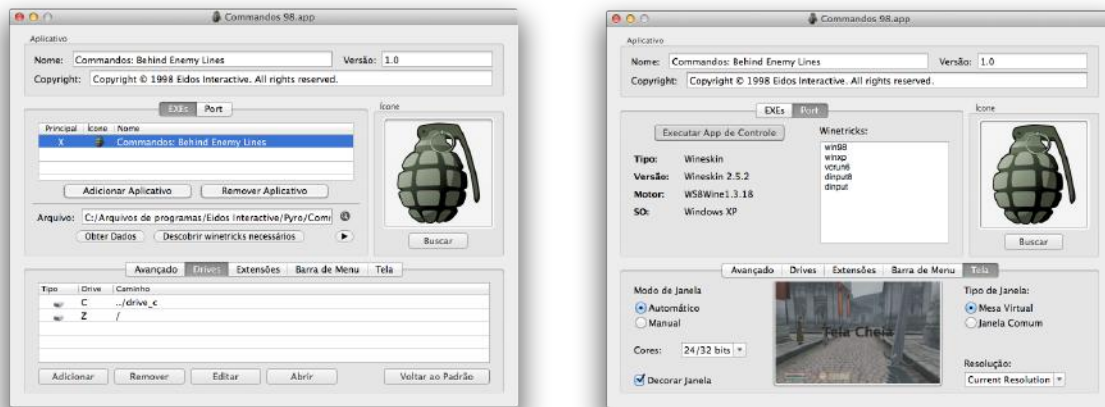 Commandos 98.app
Aplicativo
Nome: Commandos: Behind Enemy Lines Versão: 1.0
Copyright: Copyright © 1998 Eidos Interactive. All rights reserved.
EXEs Port
Ícone
Principal Ícone Nome
X Commandos: Behind Enemy Lines
Adicionar Aplicativo Remover Aplicativo
Arquivo: C:/Arquivos de programas/Eidos Interactive/Pyro/Comr
Obter Dados Descobrir winetricks necessários
Buscar
Avançado Drives Extensões Barra de Menu Tela
Tipo Drive Caminho
C ../drive_c
Z /
Adicionar Remover Editar Abrir Voltar ao Padrão
Commandos 98.app
Aplicativo
Nome: Commandos: Behind Enemy Lines Versão: 1.0
Copyright: Copyright © 1998 Eidos Interactive. All rights reserved.
EXEs Port
Ícone
Executar App de Controle Winetricks:
win98
winxp
vcrun6
dinput8
dinput
Tipo: Wineskin
Versão: Wineskin 2.5.2
Motor: WS8Wine1.3.18
SO: Windows XP
Buscar
Avançado Drives Extensões Barra de Menu Tela
Modo de Janela Tipo de Janela:
Automático Mesa Virtual
Manual Janela Comum
Tela Cheia
Cores: 24/32 bits
Resolução:
Decorar Janela Current Resolution